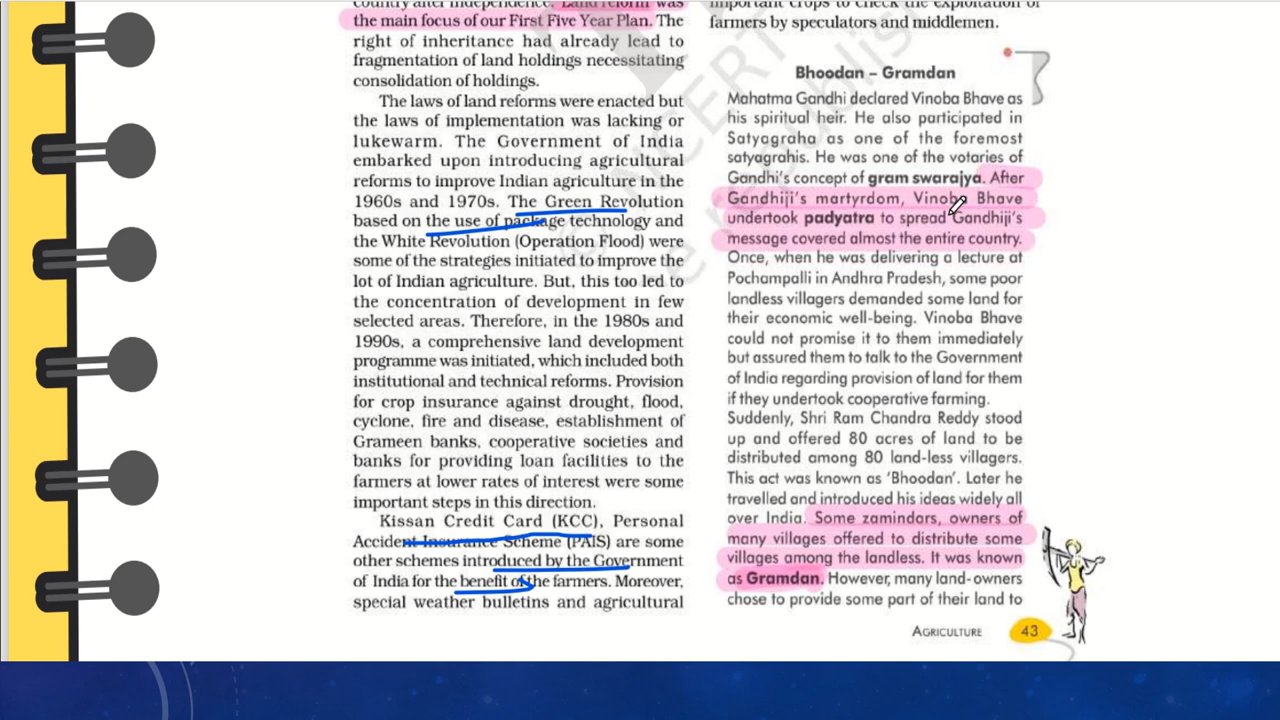 country after independence. Land reform was
the main focus of our First Five Year Plan. The
right of inheritance had already lead to
fragmentation of land holdings necessitating
consolidation of holdings.
The laws of land reforms were enacted but
the laws of implementation was lacking or
lukewarm. The Government of India
embarked upon introducing agricultural
reforms to improve Indian agriculture in the
1960s and 1970s. The Green Revolution
based on the use of package technology and
the White Revolution (Operation Flood) were
some of the strategies initiated to improve the
lot of Indian agriculture. But, this too led to
the concentration of development in few
selected areas. Therefore, in the 1980s and
1990s, a comprehensive land development
programme was initiated, which included both
institutional and technical reforms. Provision
for crop insurance against drought, flood,
cyclone, fire and disease, establishment of
Grameen banks, cooperative societies and
banks for providing loan facilities to the
farmers at lower rates of interest were some
important steps in this direction.
Kissan Credit Card (KCC), Personal
Accident Insurance Scheme (PAIS) are some
other schemes introduced by the Government
of India for the benefit of the farmers. Moreover,
special weather bulletins and agricultural
important crops to check the exploitation of
farmers by speculators and middlemen.
Bhoodan – Gramdan
Mahatma Gandhi declared Vinoba Bhave as
his spiritual heir. He also participated in
Satyagraha as one of the foremost
satyagrahis. He was one of the votaries of
Gandhi's concept of gram swarajya. After
Gandhiji's martyrdom, Vinoba Bhave
undertook padyatra to spread Gandhiji's
message covered almost the entire country.
Once, when he was delivering a lecture at
Pochampalli in Andhra Pradesh, some poor
landless villagers demanded some land for
their economic well-being. Vinoba Bhave
could not promise it to them immediately
but assured them to talk to the Government
of India regarding provision of land for them
if they undertook cooperative farming.
Suddenly, Shri Ram Chandra Reddy stood
up and offered 80 acres of land to be
distributed among 80 land-less villagers.
This act was known as 'Bhoodan'. Later he
travelled and introduced his ideas widely all
over India. Some zamindars, owners of
many villages offered to distribute some
villages among the landless. It was known
as Gramdan. However, many land-owners
chose to provide some part of their land to
AGRICULTURE 43